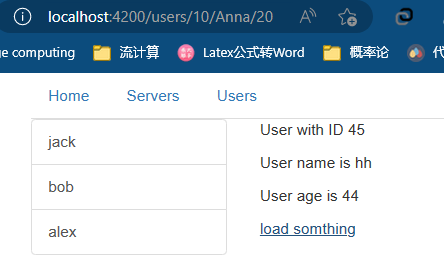 localhost:4200/users/10/Anna/20
ge computing 流计算 Latex公式转Word 概率论 代
Home Servers Users
jack
bob
alex
User with ID 45
User name is hh
User age is 44
load somthing